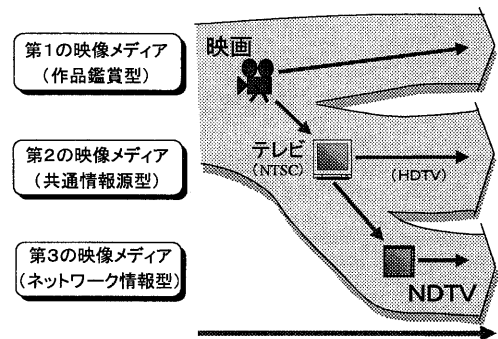 第1の映像メディア
(作品鑑賞型)
映画
第2の映像メディア
(共通情報源型)
テレビ
(NTSC)
(HDTV)
第3の映像メディア
(ネットワーク情報型)
NDTV